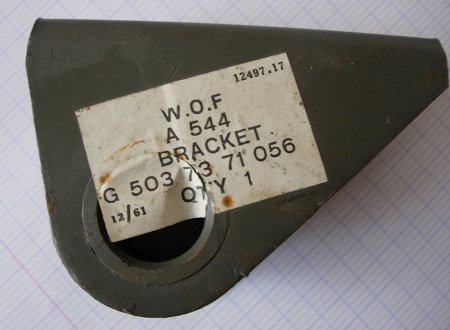 12497.17
W.O.F
A 544
BRACKET.
G 503 73 71 056
12/61 QTY 1